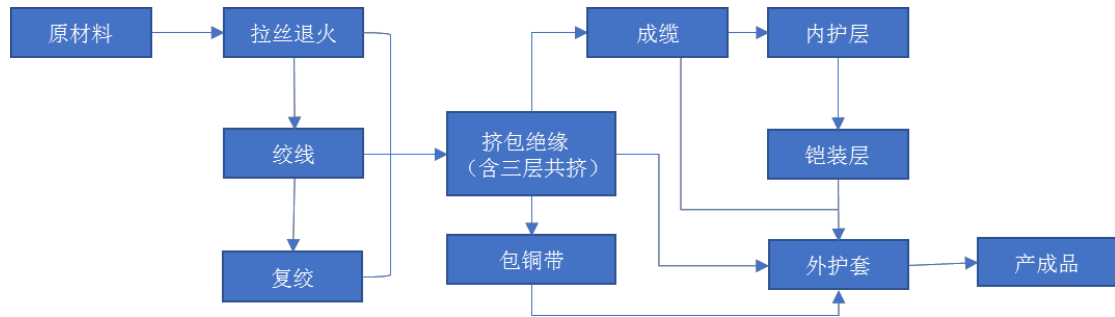 原材料
拉丝退火
成缆
内护层
绞线
挤包绝缘
（含三层共挤）
铠装层
复绞
包铜带
外护套
产成品